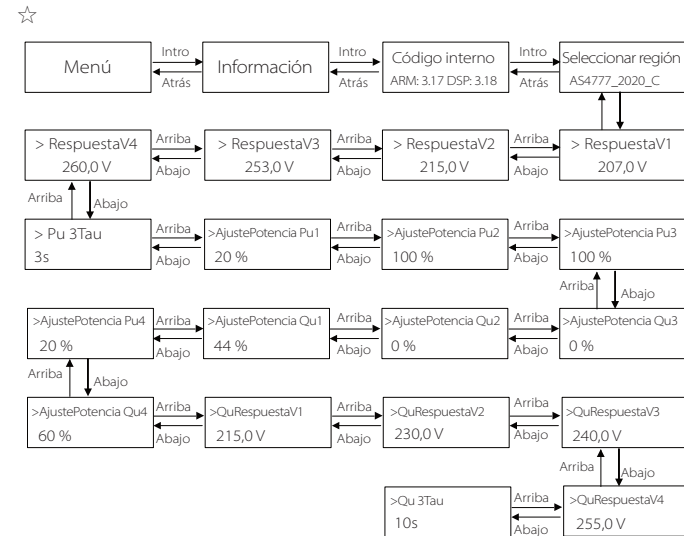 Menú
Intro
Atrás
Información
Intro
Atrás
Código interno
ARM: 3.17 DSP: 3.18
Intro
Atrás
Seleccionar región
AS4777_2020_C
> RespuestaV4
260,0 V
Arriba
Abajo
> RespuestaV3
253,0 V
Arriba
Abajo
> RespuestaV2
215,0 V
Arriba
Abajo
> RespuestaV1
207,0 V
Arriba
Abajo
> Pu 3Tau
3s
Arriba
Abajo
>AjustePotencia Pu1
20 %
Arriba
Abajo
>AjustePotencia Pu2
100 %
Arriba
Abajo
>AjustePotencia Pu3
100 %
Arriba
Abajo
>AjustePotencia Pu4
20 %
Arriba
Abajo
>AjustePotencia Qu1
44 %
Arriba
Abajo
>AjustePotencia Qu2
0 %
Arriba
Abajo
>AjustePotencia Qu3
0 %
Arriba
Abajo
>AjustePotencia Qu4
60 %
Arriba
Abajo
>QuRespuestaV1
215,0 V
Arriba
Abajo
>QuRespuestaV2
230,0 V
Arriba
Abajo
>QuRespuestaV3
240,0 V
Arriba
Abajo
>Qu 3Tau
10s
Arriba
Abajo
>QuRespuestaV4
255,0 V